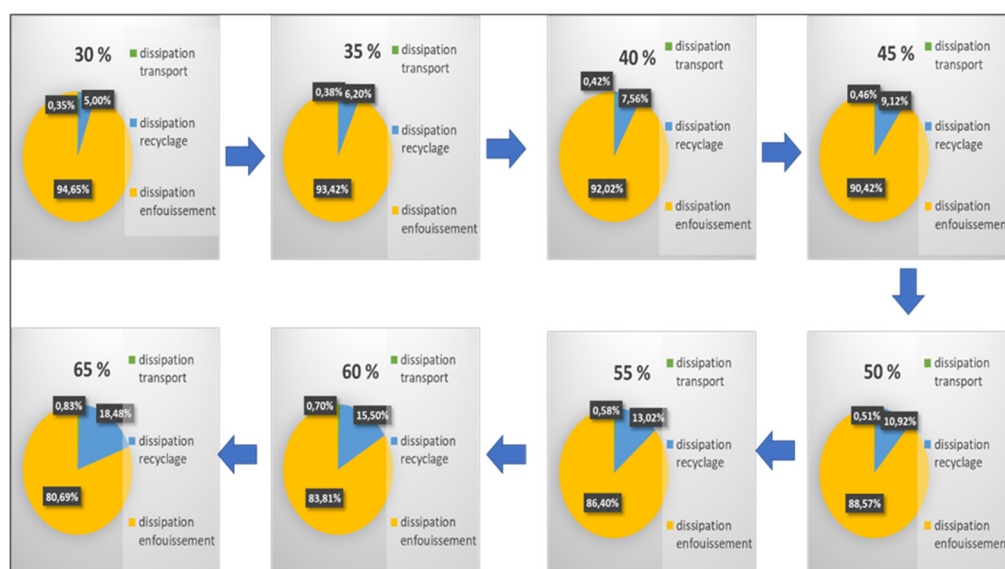 30 %
dissipation
transport
0,35%
5,00%
dissipation
recyclage
94,65%
dissipation
enfouissement
35 %
dissipation
transport
0,38%
6,20%
dissipation
recyclage
93,42%
dissipation
enfouissement
40 %
dissipation
transport
0,42%
7,56%
dissipation
recyclage
92,02%
dissipation
enfouissement
45 %
dissipation
transport
0,46%
9,12%
dissipation
recyclage
90,42%
dissipation
enfouissement
65 %
dissipation
transport
0,83%
18,48%
dissipation
recyclage
80,69%
dissipation
enfouissement
60 %
dissipation
transport
0,70%
15,50%
dissipation
recyclage
83,81%
dissipation
enfouissement
55 %
dissipation
transport
0,58%
13,02%
dissipation
recyclage
86,40%
dissipation
enfouissement
50 %
dissipation
transport
0,51%
10,92%
dissipation
recyclage
88,57%
dissipation
enfouissement